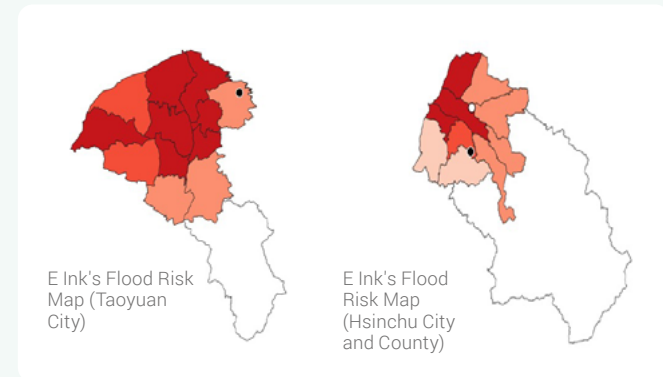 E Ink's Flood Risk
Map (Taoyuan
City)
E Ink's Flood
Risk Map
(Hsinchu City
and County)